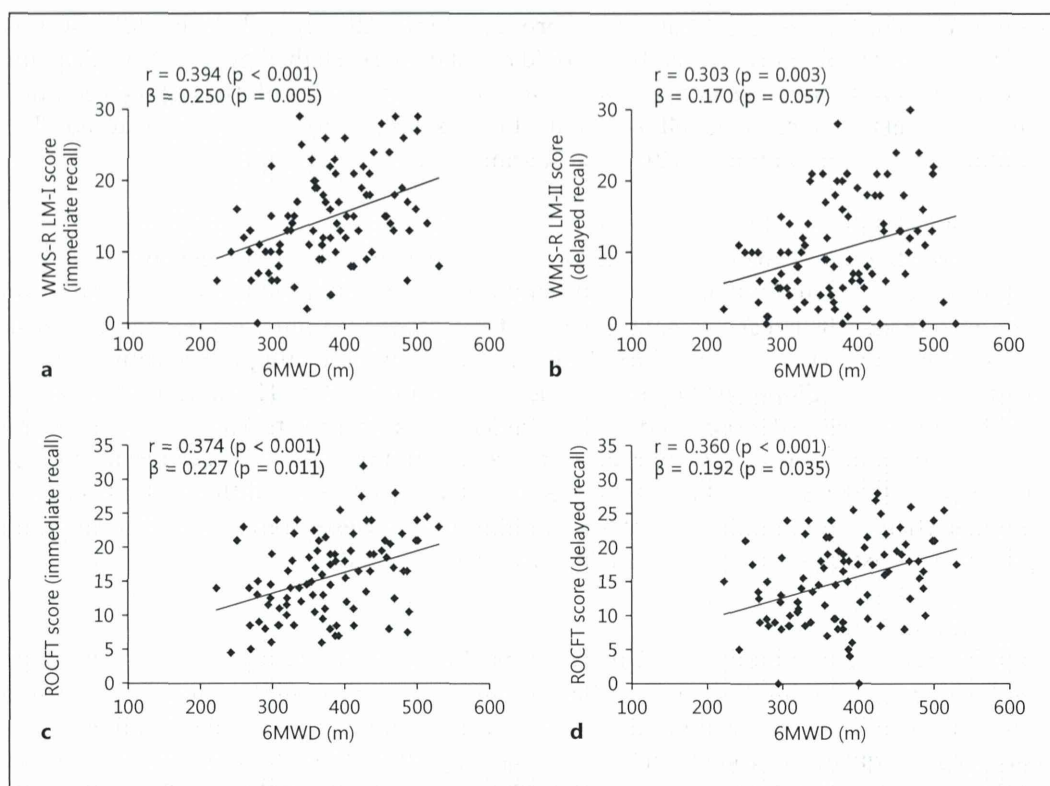 r = 0.394 (p < 0.001)
β = 0.250 (p = 0.005)
WMS-R LM-I score
(immediate recall)
30
20
10
0
100 200 300 400 500 600
6MWD (m)
a
r = 0.303 (p = 0.003)
β = 0.170 (p = 0.057)
WMS-R LM-II score
(delayed recall)
30
20
10
0
100 200 300 400 500 600
6MWD (m)
b
r = 0.374 (p < 0.001)
β = 0.227 (p = 0.011)
ROCFT score (immediate recall)
35
30
25
20
15
10
5
0
100 200 300 400 500 600
6MWD (m)
c
r = 0.360 (p < 0.001)
β = 0.192 (p = 0.035)
ROCFT score (delayed recall)
35
30
25
20
15
10
5
0
100 200 300 400 500 600
6MWD (m)
d